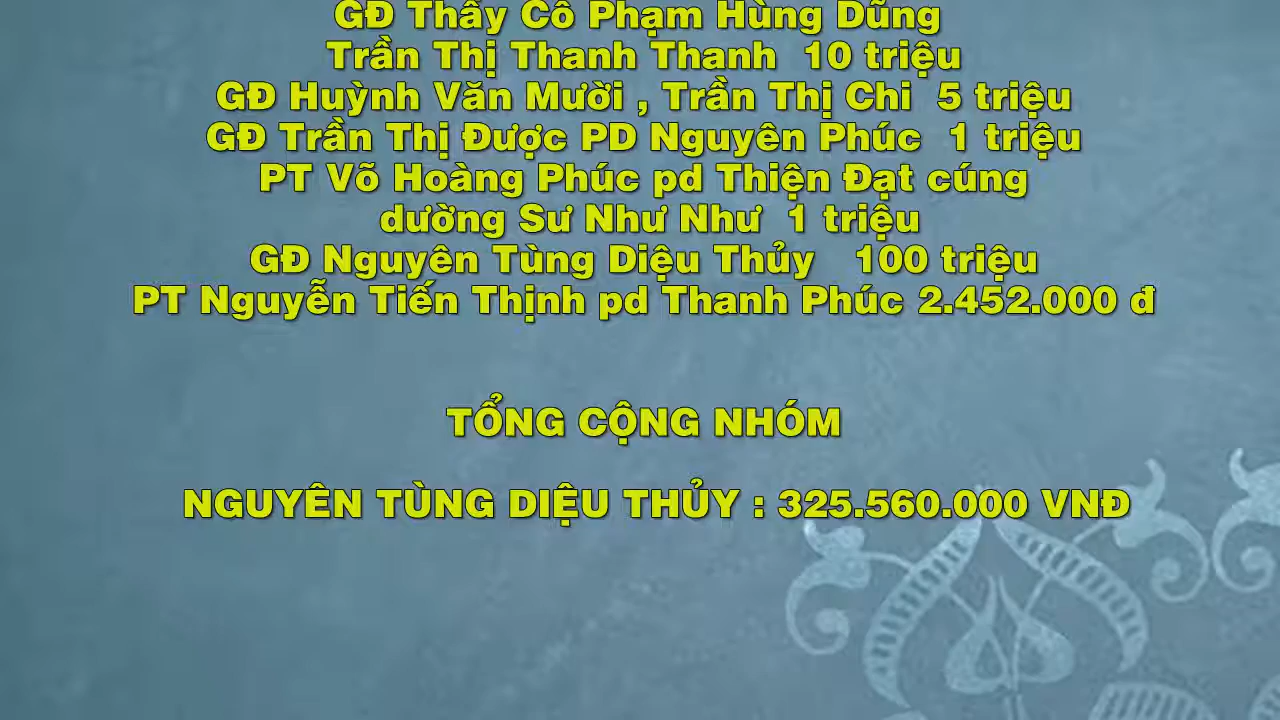 GĐ Thầy Cô Phạm Hùng Dũng
Trần Thị Thanh Thanh 10 triệu
GĐ Huỳnh Văn Mười , Trần Thị Chi 5 triệu
GĐ Trần Thị Được PD Nguyên Phúc 1 triệu
PT Võ Hoàng Phúc pd Thiện Đạt cúng
dường Sư Như Như 1 triệu
GĐ Nguyên Tùng Diệu Thủy 100 triệu
PT Nguyễn Tiến Thịnh pd Thanh Phúc 2.452.000 đ
TỔNG CỘNG NHÓM
NGUYÊN TÙNG DIỆU THỦY : 325.560.000 VNĐ